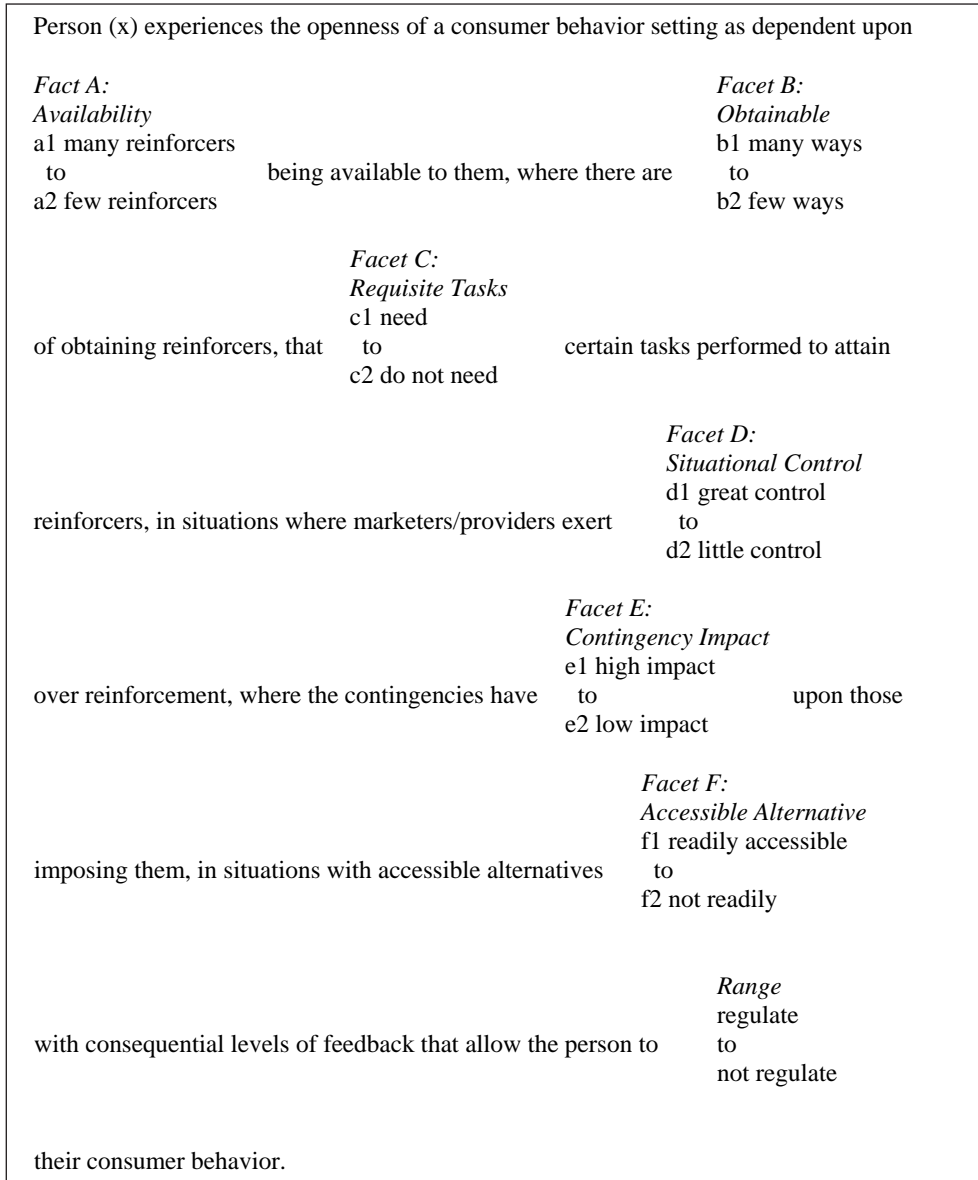 Person (x) experiences the openness of a consumer behavior setting as dependent upon
Fact A: Facet B:
Availability Obtainable
a1 many reinforcers b1 many ways
to being available to them, where there are to
a2 few reinforcers b2 few ways
Facet C:
Requisite Tasks
c1 need
of obtaining reinforcers, that to certain tasks performed to attain
c2 do not need
Facet D:
Situational Control
d1 great control
reinforcers, in situations where marketers/providers exert to
d2 little control
Facet E:
Contingency Impact
e1 high impact
over reinforcement, where the contingencies have to upon those
e2 low impact
Facet F:
Accessible Alternative
f1 readily accessible
imposing them, in situations with accessible alternatives to
f2 not readily
Range
regulate
with consequential levels of feedback that allow the person to to
not regulate
their consumer behavior.